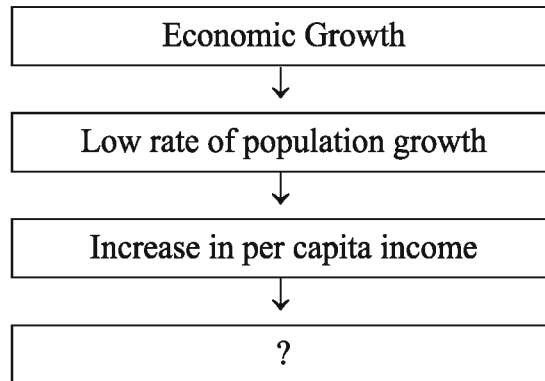 Economic Growth
↓
Low rate of population growth
↓
Increase in per capita income
↓
?